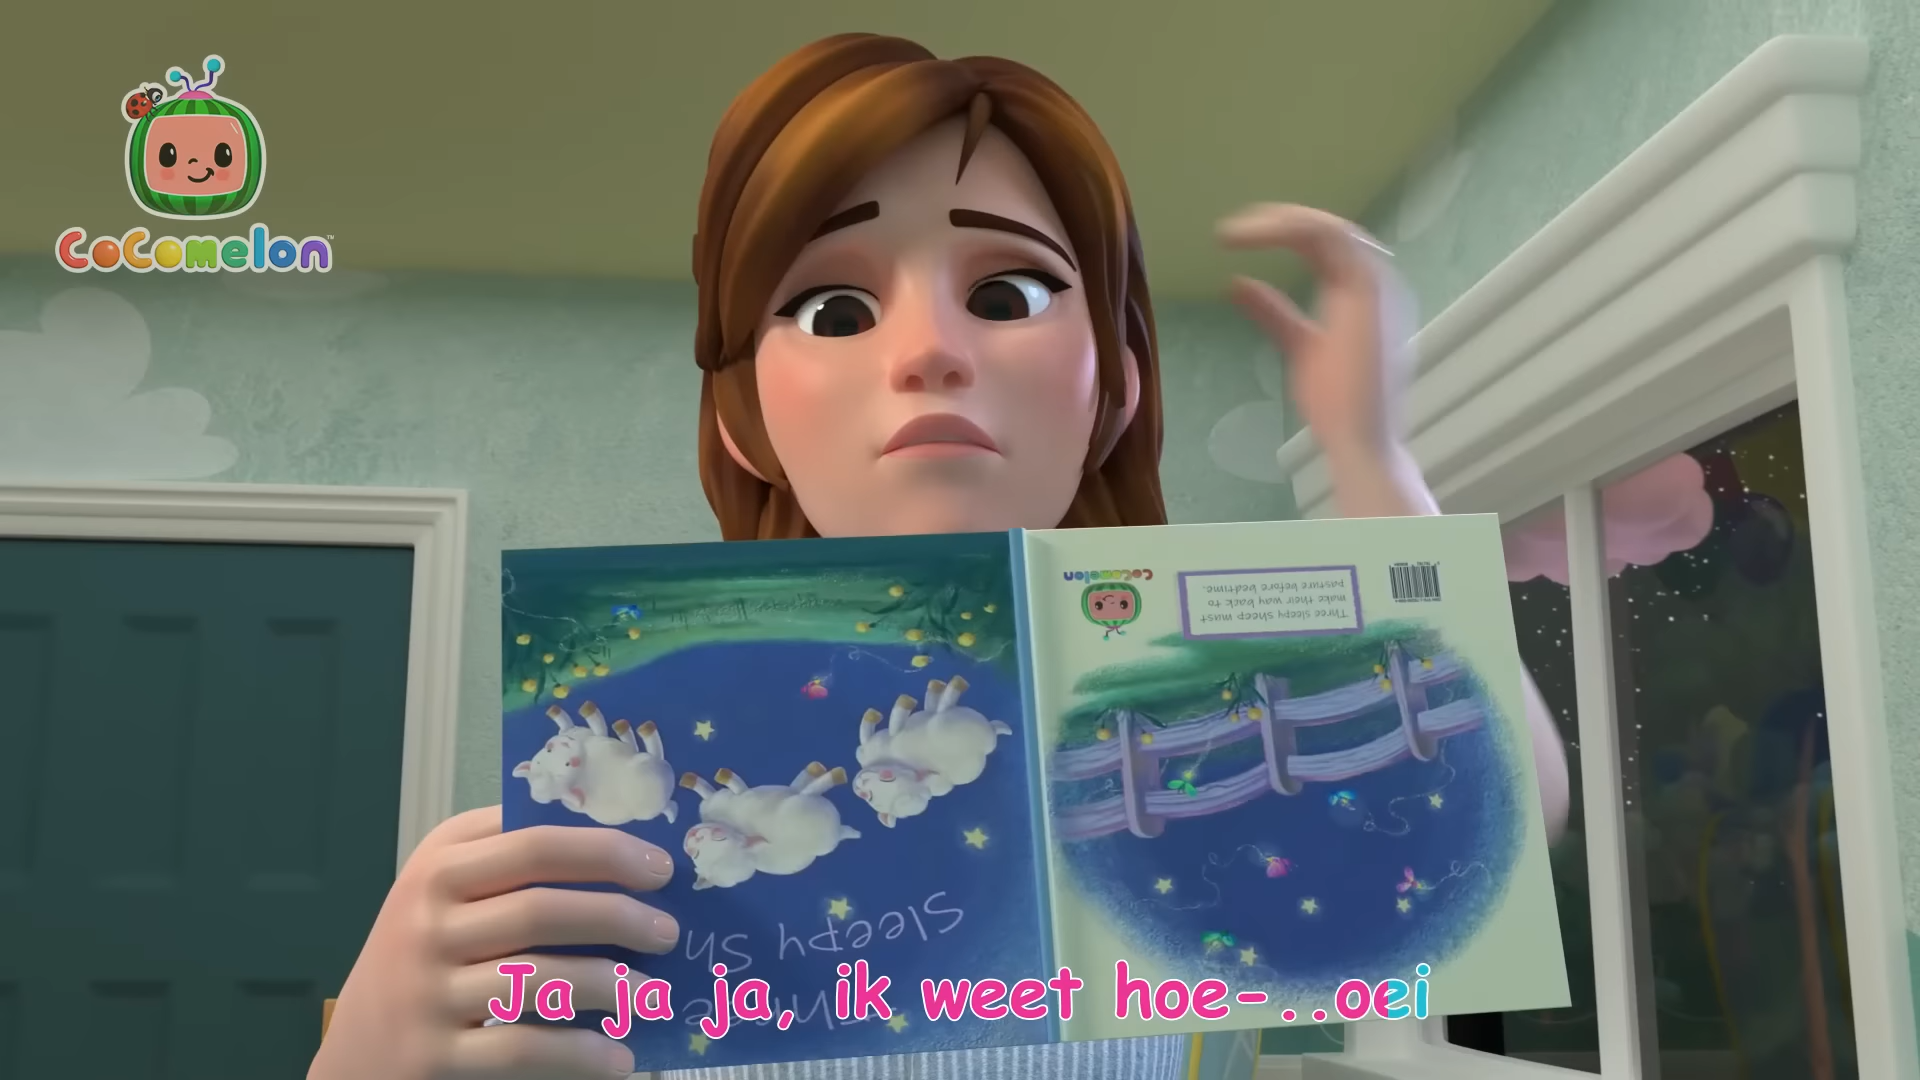 CoCoMeLoN™
CoCoMeLoN
Three sleepy sheep must
make their way back to
pasture before bedtime.
Three
Sleepy Sh
Ja ja ja, ik weet hoe-...oei